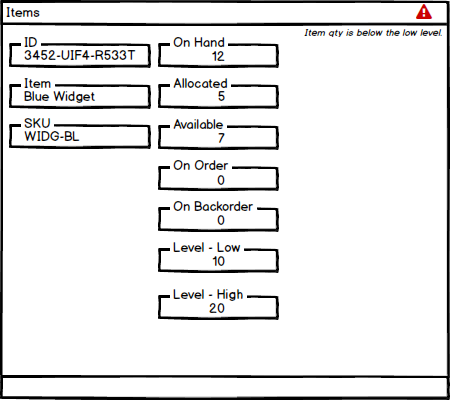 Items
Item qty is below the low level.
ID
3452-UIF4-R533T
Item
Blue Widget
SKU
WIDG-BL
On Hand
12
Allocated
5
Available
7
On Order
0
On Backorder
0
Level - Low
10
Level - High
20